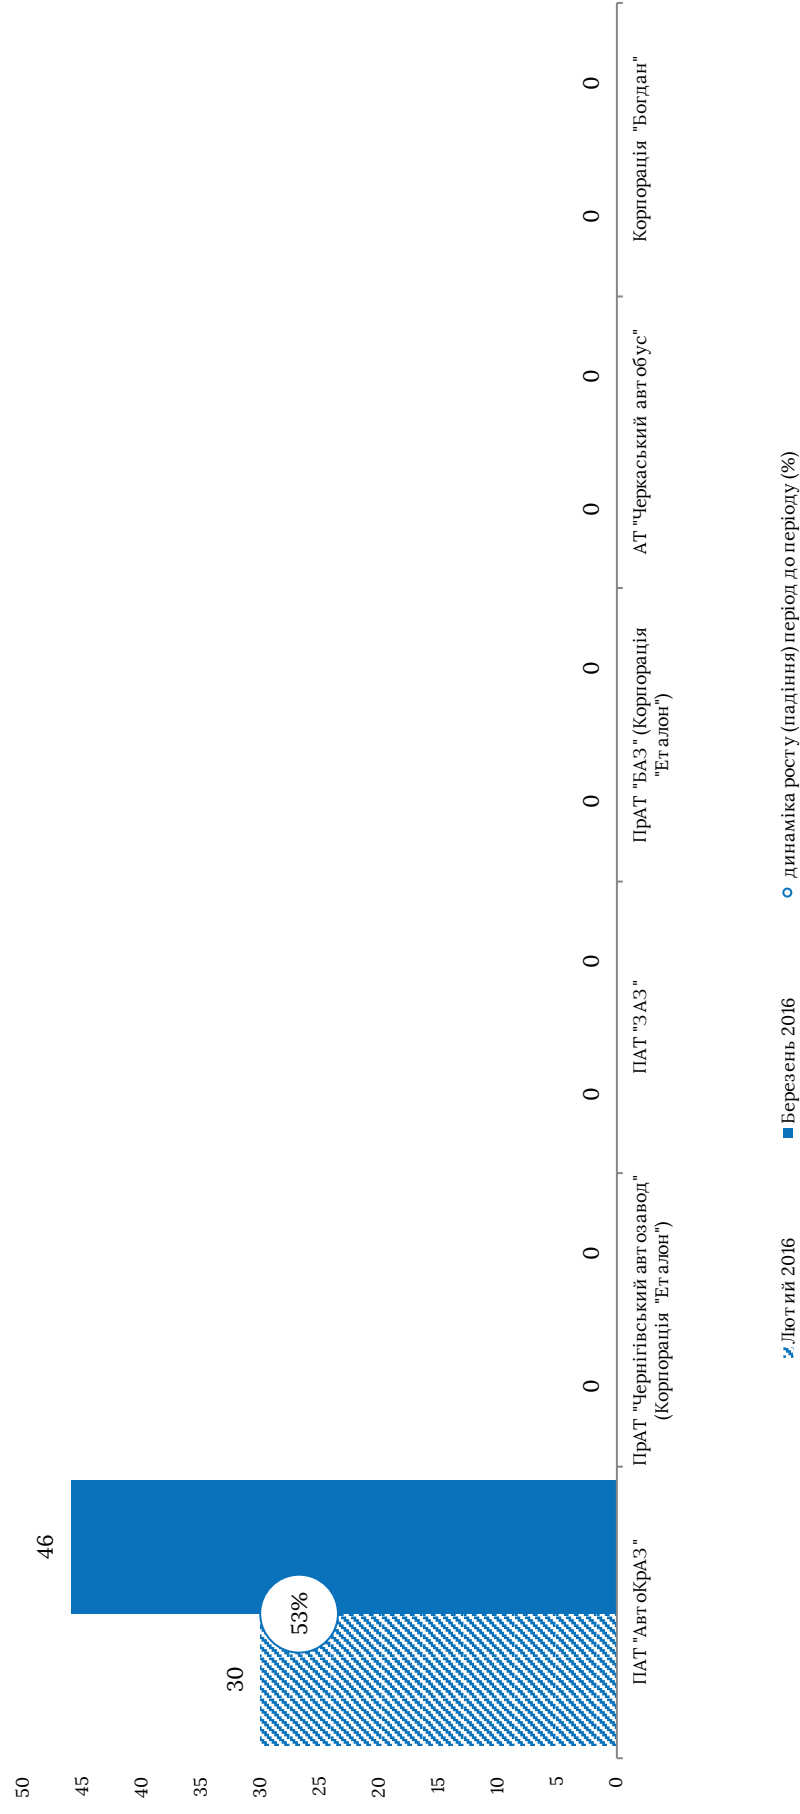 50
45
40
35
30
25
20
15
10
5
0
30
46
53%
0
0
0
0
0
0
0
0
0
0
ПАТ "АвтоКрАЗ"
ПрАТ "Чернігівський автозавод"
(Корпорація "Еталон")
ПАТ "ЗАЗ"
ПрАТ "БАЗ" (Корпорація
"Еталон")
АТ "Черкаський автобус"
Корпорація "Богдан"
Лютий 2016
Березень 2016
динаміка росту (падіння) період до періоду (%)